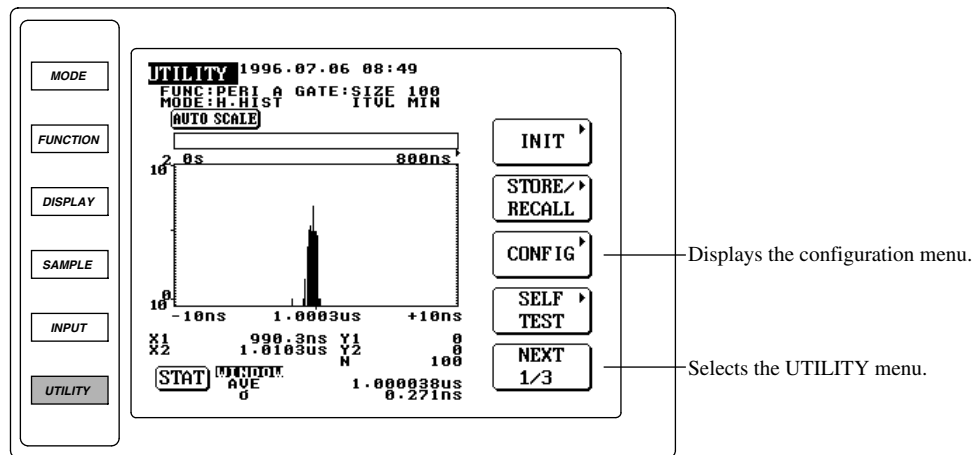 MODE
FUNCTION
DISPLAY
SAMPLE
INPUT
UTILITY
UTILITY 1996.07.06 08:49
FUNC:PERI A GATE:SIZE 100
MODE:H.HIST ITVL MIN
AUTO SCALE
0s 800ns
10²
10⁰
-10ns 1.0003us +10ns
X1 990.3ns Y1 0
X2 1.0103us Y2 0
N 100
STAT WINDOW
AVE 1.000038us
σ 0.271ns
INIT
STORE/
RECALL
CONFIG
SELF
TEST
NEXT
1/3
Displays the configuration menu.
Selects the UTILITY menu.